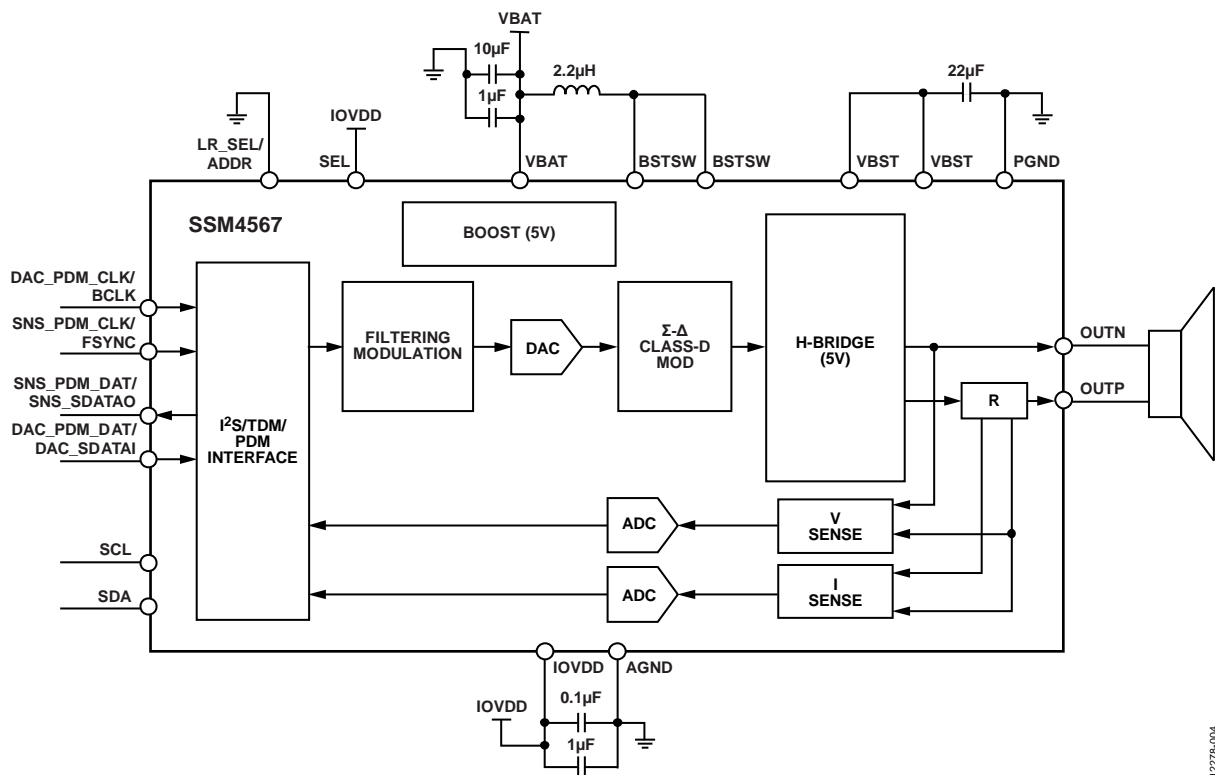 VBAT
10µF
2.2µH
22µF
1µF
IOVDD
LR_SEL/
ADDR
SEL
VBAT
BSTSW
BSTSW
VBST
VBST
PGND
SSM4567
BOOST (5V)
DAC_PDM_CLK/
BCLK
SNS_PDM_CLK/
FSYNC
SNS_PDM_DAT/
SNS_SDATAO
DAC_PDM_DAT/
DAC_SDATAI
SCL
SDA
I²S/TDM/
PDM
INTERFACE
FILTERING
MODULATION
DAC
Σ-Δ
CLASS-D
MOD
H-BRIDGE
(5V)
OUTN
OUTP
R
ADC
V
SENSE
ADC
I
SENSE
IOVDD
AGND
0.1µF
IOVDD
1µF
12278-004